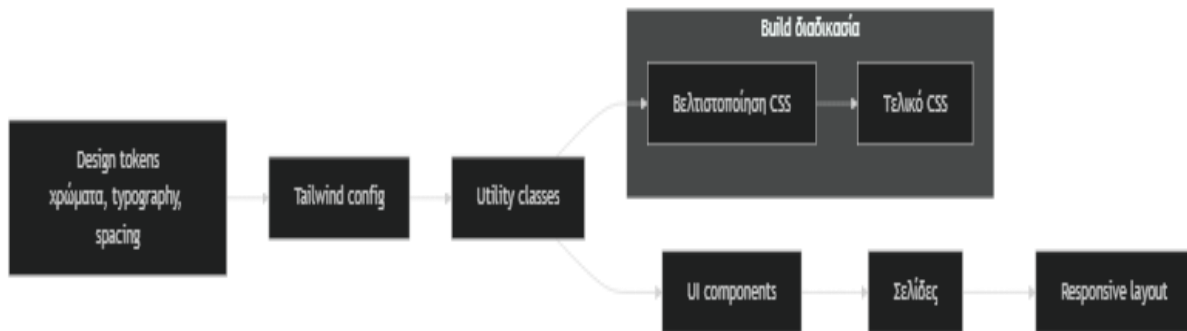 Build διαδικασία
Βελτιστοποίηση CSS
Τελικό CSS
Design tokens
χρώματα, typography,
spacing
Tailwind config
Utility classes
UI components
Σελίδες
Responsive layout